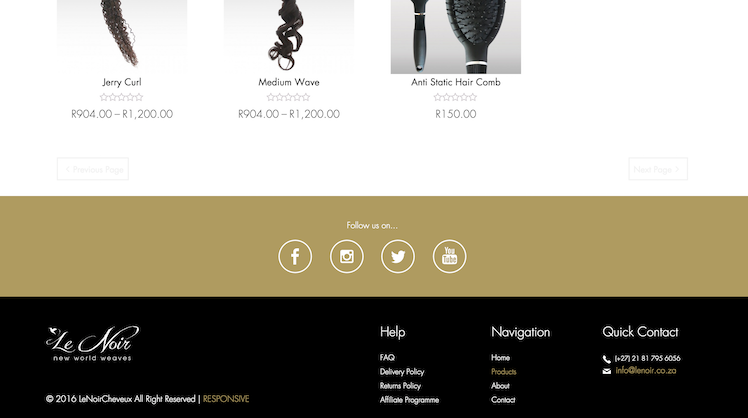 Jerry Curl
Medium Wave
Anti Static Hair Comb
R904.00 – R1,200.00
R904.00 – R1,200.00
R150.00
Previous Page
Next Page
Follow us on...
You
Tube
Le Noir
new world weaves
Help
FAQ
Delivery Policy
Returns Policy
Affiliate Programme
Navigation
Home
Products
About
Contact
Quick Contact
(+27) 21 81 795 6056
info@lenoir.co.za
© 2016 LeNoirCheveux All Right Reserved | RESPONSIVE